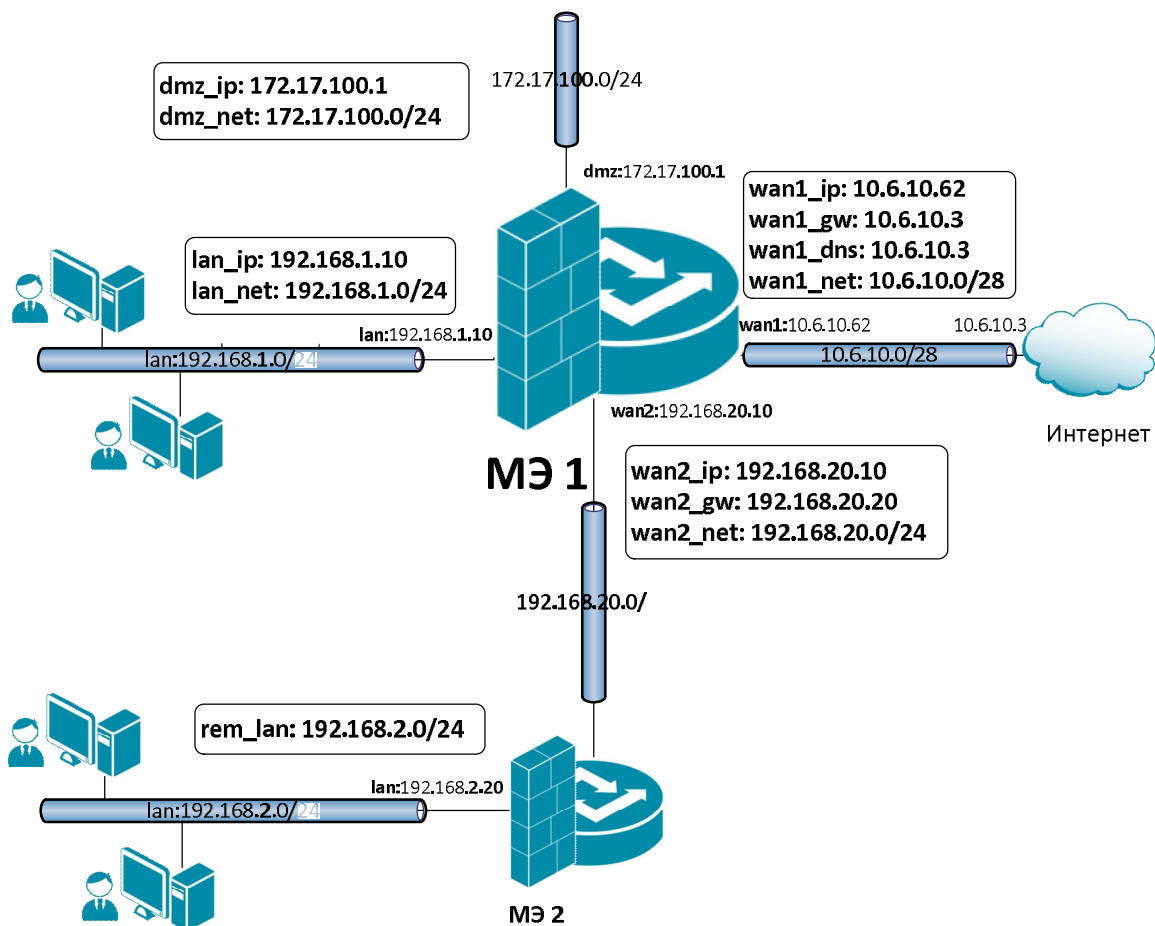 172.17.100.0/24
dmz_ip: 172.17.100.1
dmz_net: 172.17.100.0/24
dmz:172.17.100.1
wan1_ip: 10.6.10.62
wan1_gw: 10.6.10.3
wan1_dns: 10.6.10.3
wan1_net: 10.6.10.0/28
lan_ip: 192.168.1.10
lan_net: 192.168.1.0/24
lan:192.168.1.10
lan:192.168.1.0/24
wan1:10.6.10.62
10.6.10.3
10.6.10.0/28
Интернет
wan2:192.168.20.10
МЭ 1
wan2_ip: 192.168.20.10
wan2_gw: 192.168.20.20
wan2_net: 192.168.20.0/24
192.168.20.0/
rem_lan: 192.168.2.0/24
lan:192.168.2.20
lan:192.168.2.0/24
МЭ 2